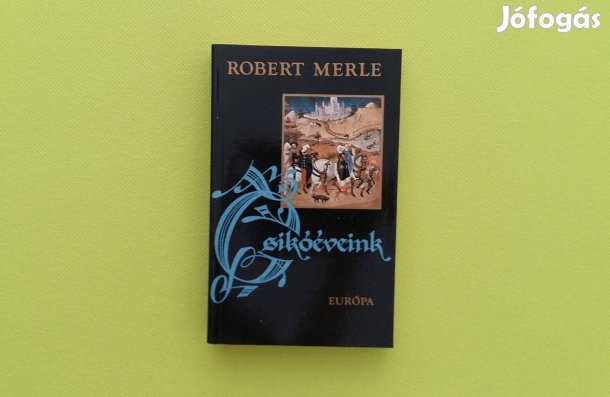 Jófogás
ROBERT MERLE
Csikóéveink
EURÓPA